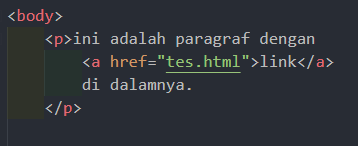 <body>
<p>ini adalah paragraf dengan
<a href="tes.html">link</a>
di dalamnya.
</p>